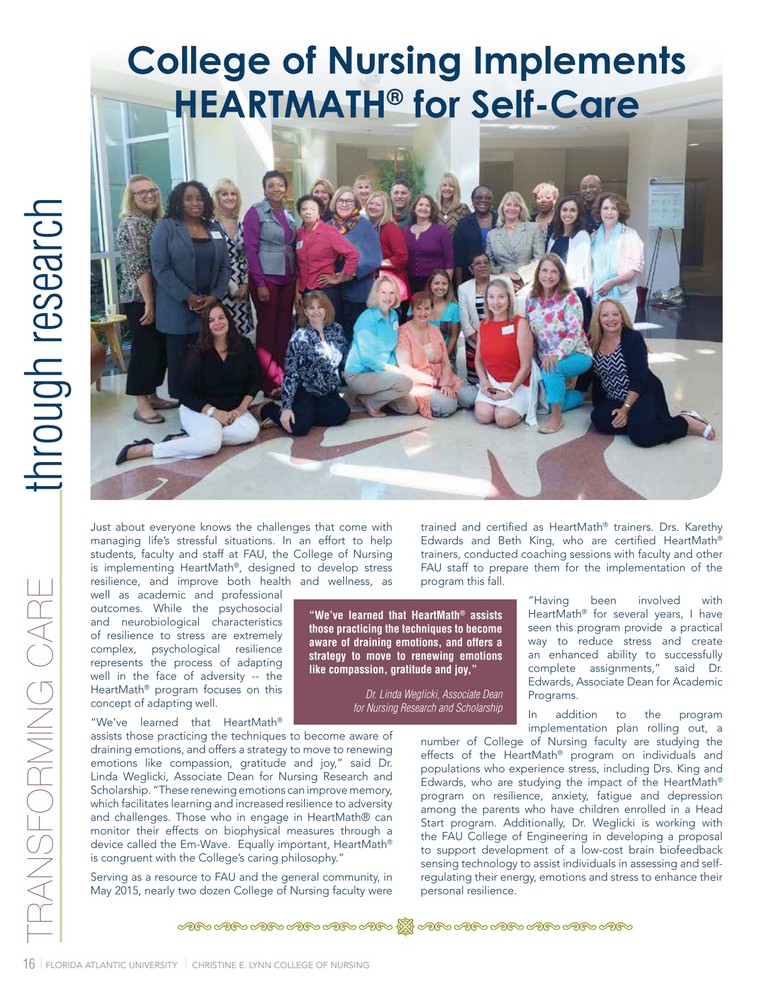 College of Nursing Implements
HEARTMATH® for Self-Care
through research
TRANSFORMING CARE
Just about everyone knows the challenges that come with
managing life's stressful situations. In an effort to help
students, faculty and staff at FAU, the College of Nursing
is implementing HeartMath®, designed to develop stress
resilience, and improve both health and wellness, as
well as academic and professional
outcomes. While the psychosocial
and neurobiological characteristics
of resilience to stress are extremely
complex, psychological resilience
represents the process of adapting
well in the face of adversity -- the
HeartMath® program focuses on this
concept of adapting well.
"We've learned that HeartMath®
assists those practicing the techniques to become aware of
draining emotions, and offers a strategy to move to renewing
emotions like compassion, gratitude and joy," said Dr.
Linda Weglicki, Associate Dean for Nursing Research and
Scholarship. "These renewing emotions can improve memory,
which facilitates learning and increased resilience to adversity
and challenges. Those who in engage in HeartMath® can
monitor their effects on biophysical measures through a
device called the Em-Wave. Equally important, HeartMath®
is congruent with the College's caring philosophy."
Serving as a resource to FAU and the general community, in
May 2015, nearly two dozen College of Nursing faculty were
"We've learned that HeartMath® assists
those practicing the techniques to become
aware of draining emotions, and offers a
strategy to move to renewing emotions
like compassion, gratitude and joy,"
Dr. Linda Weglicki, Associate Dean
for Nursing Research and Scholarship
trained and certified as HeartMath® trainers. Drs. Karethy
Edwards and Beth King, who are certified HeartMath®
trainers, conducted coaching sessions with faculty and other
FAU staff to prepare them for the implementation of the
program this fall.
"Having been involved with
HeartMath® for several years, I have
seen this program provide a practical
way to reduce stress and create
an enhanced ability to successfully
complete assignments," said Dr.
Edwards, Associate Dean for Academic
Programs.
In addition to the program
implementation plan rolling out, a
number of College of Nursing faculty are studying the
effects of the HeartMath® program on individuals and
populations who experience stress, including Drs. King and
Edwards, who are studying the impact of the HeartMath®
program on resilience, anxiety, fatigue and depression
among the parents who have children enrolled in a Head
Start program. Additionally, Dr. Weglicki is working with
the FAU College of Engineering in developing a proposal
to support development of a low-cost brain biofeedback
sensing technology to assist individuals in assessing and self-
regulating their energy, emotions and stress to enhance their
personal resilience.
16 | FLORIDA ATLANTIC UNIVERSITY | CHRISTINE E. LYNN COLLEGE OF NURSING